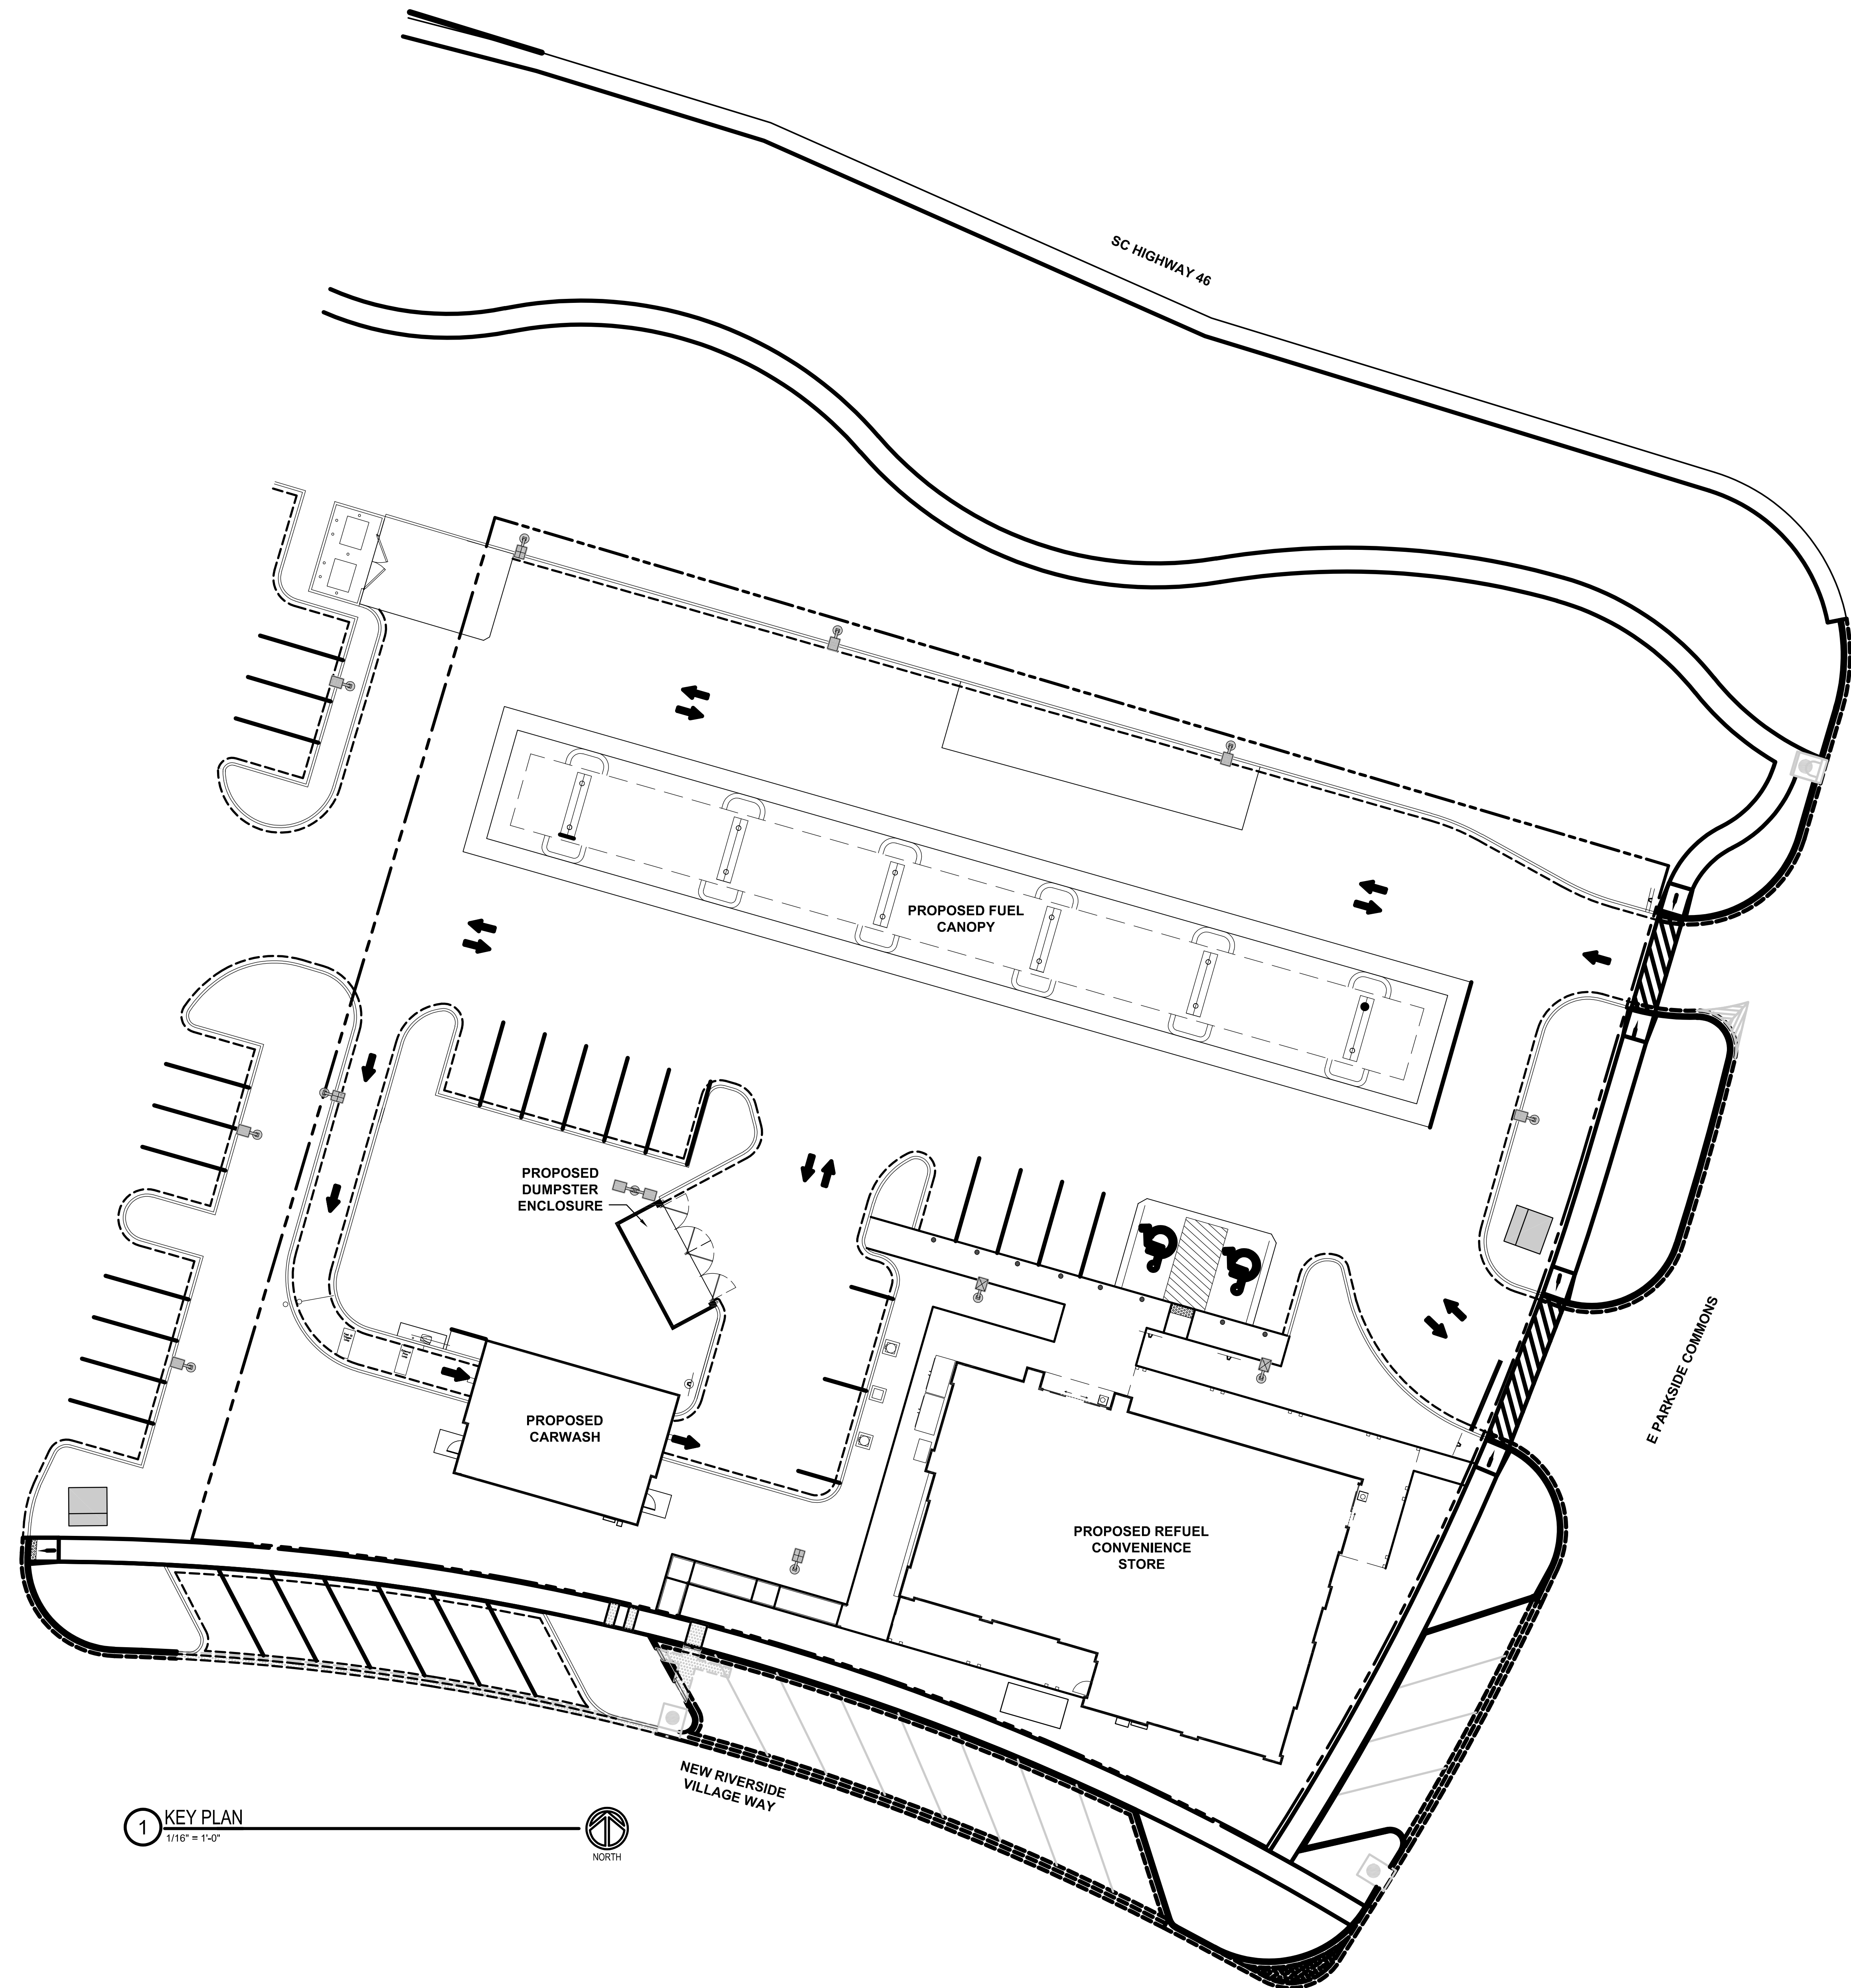 SC HIGHWAY 46
PROPOSED FUEL
CANOPY
PROPOSED
DUMPSTER
ENCLOSURE
E PARKSIDE COMMONS
PROPOSED
CARWASH
PROPOSED REFUEL
CONVENIENCE
STORE
NEW RIVERSIDE
VILLAGE WAY
1
KEY PLAN
1/16" = 1'-0"
NORTH